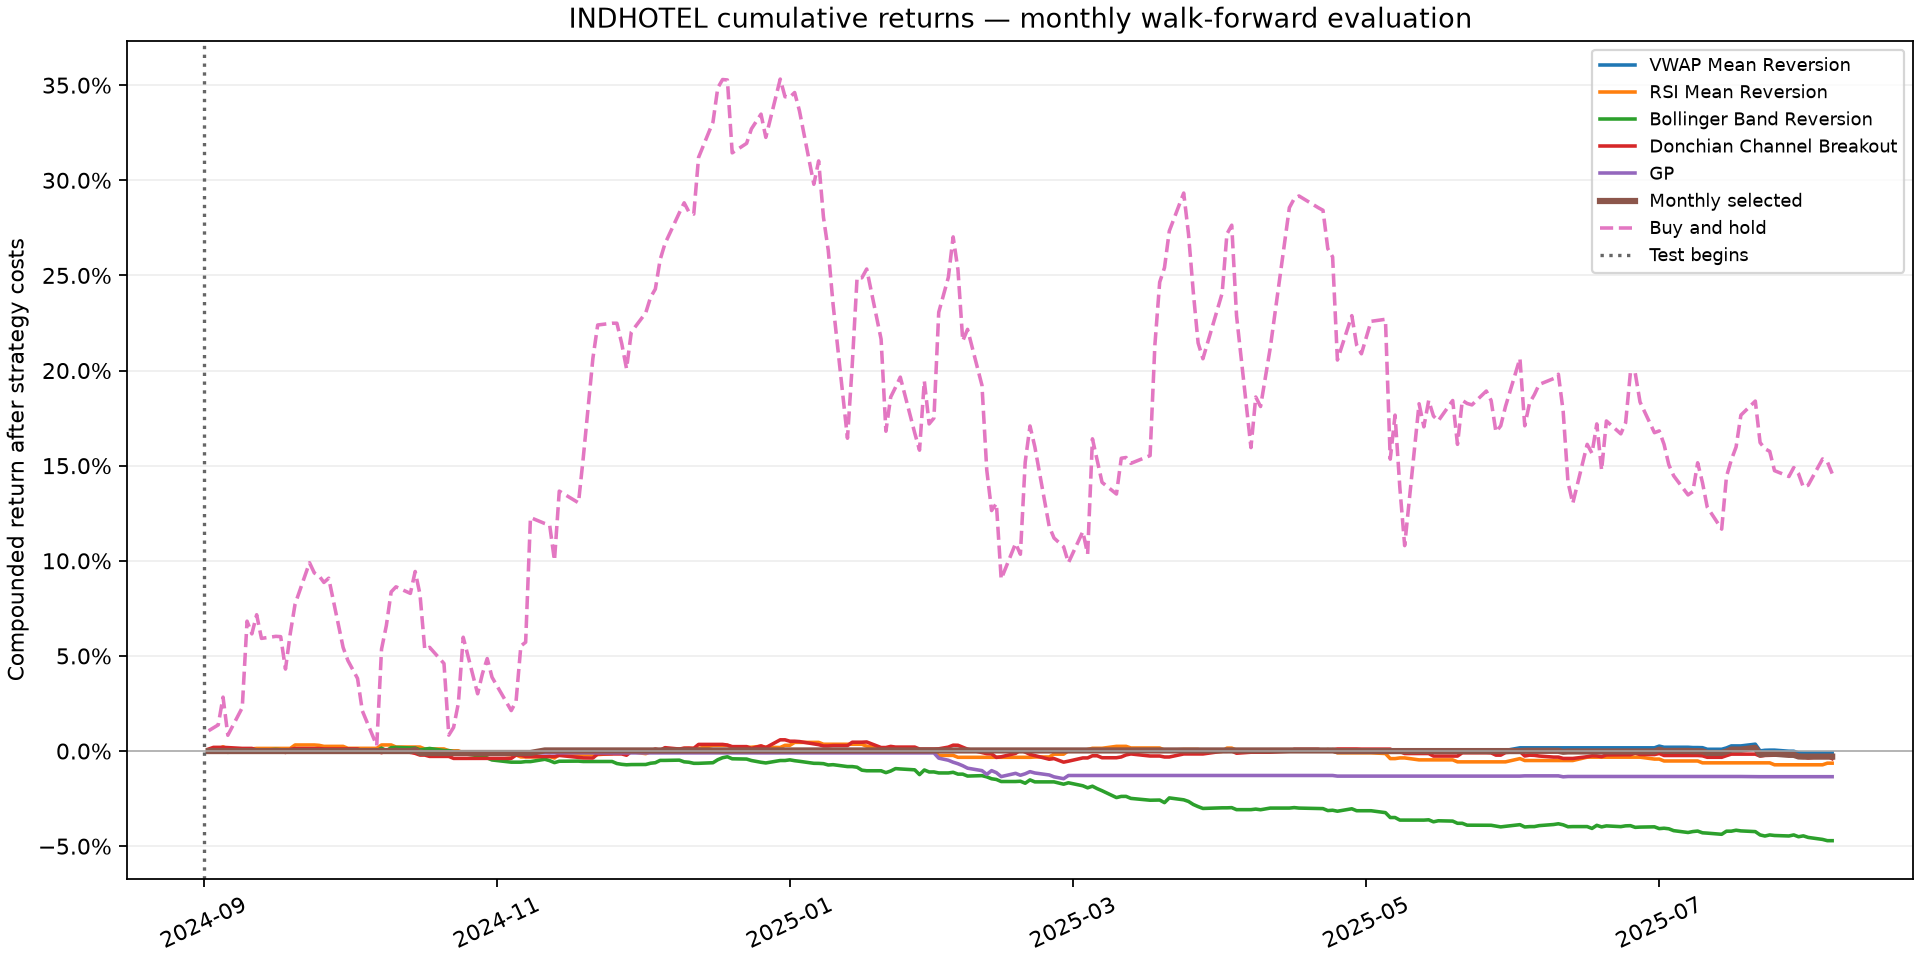 INDHOTEL cumulative returns — monthly walk-forward evaluation
Compounded return after strategy costs
35.0%
30.0%
25.0%
20.0%
15.0%
10.0%
5.0%
0.0%
−5.0%
VWAP Mean Reversion
RSI Mean Reversion
Bollinger Band Reversion
Donchian Channel Breakout
GP
Monthly selected
Buy and hold
Test begins
2024-09
2024-11
2025-01
2025-03
2025-05
2025-07